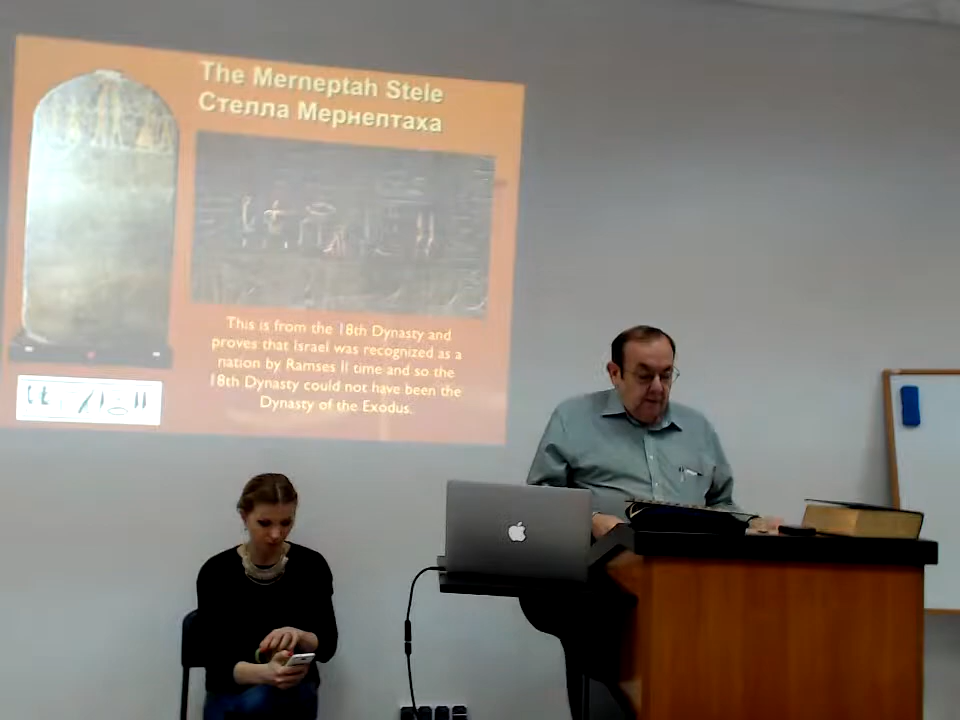 The Merneptah Stele
Стелла Мернептаха
This is from the 18th Dynasty and
proves that Israel was recognized as a
nation by Ramses II time and so the
18th Dynasty could not have been the
Dynasty of the Exodus.